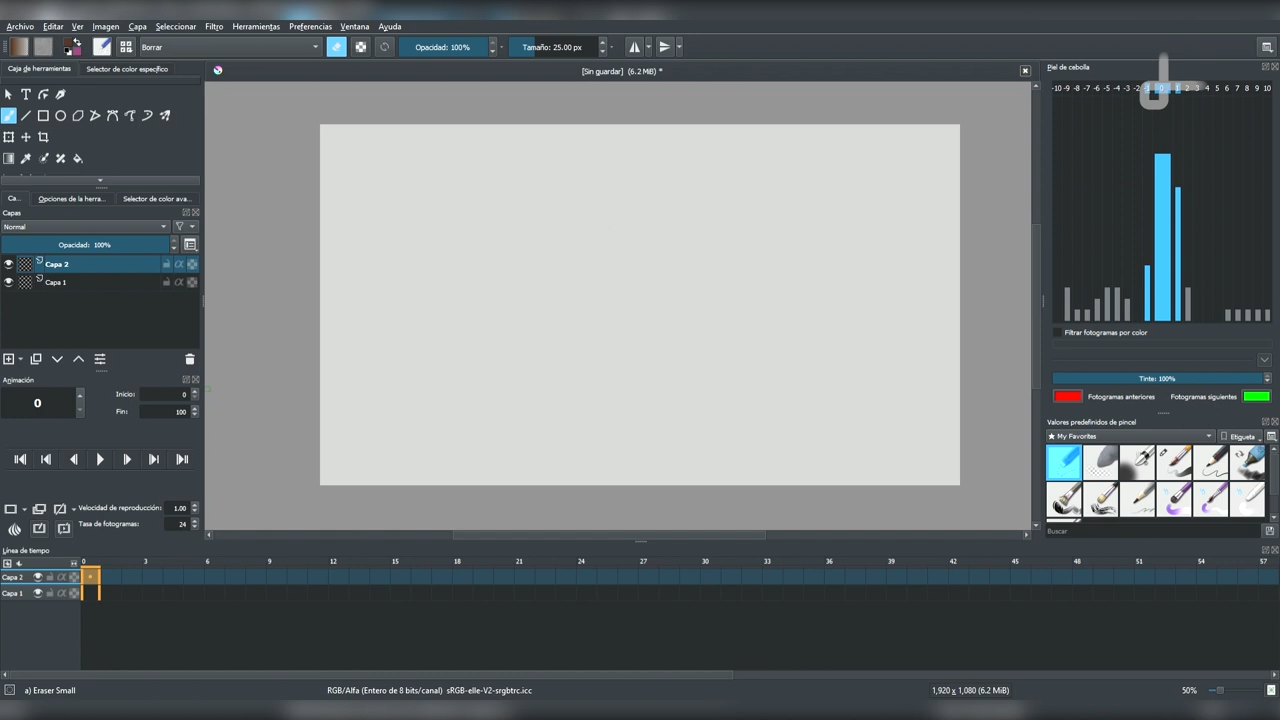 Archivo Editar Ver Imagen Capa Seleccionar Filtro Herramientas Preferencias Ventana Ayuda
Borrar Opacidad: 100% Tamaño: 25.00 px
Caja de herramientas Selector de color específico
[Sin guardar] (6.2 MiB) *
Piel de cebolla
-10 -9 -8 -7 -6 -5 -4 -3 -2 -1 0 1 2 3 4 5 6 7 8 9 10
Ca... Opciones de la herra... Selector de color ava...
Capas
Normal
Opacidad: 100%
Capa 2
Capa 1
Filtrar fotogramas por color
Tinte: 100%
Fotogramas anteriores Fotogramas siguientes
Animación
0
Inicio: 0
Fin: 100
Valores predefinidos de pincel
My Favorites Etiqueta
Buscar
Velocidad de reproducción: 1.00
Tasa de fotogramas: 24
Línea de tiempo
0 3 6 9 12 15 18 21 24 27 30 33 36 39 42 45 48 51 54 57
Capa 2
Capa 1
a) Eraser Small RGB/Alfa (Entero de 8 bits/canal) sRGB-elle-V2-srgbtrc.icc 1,920 x 1,080 (6.2 MiB) 50%